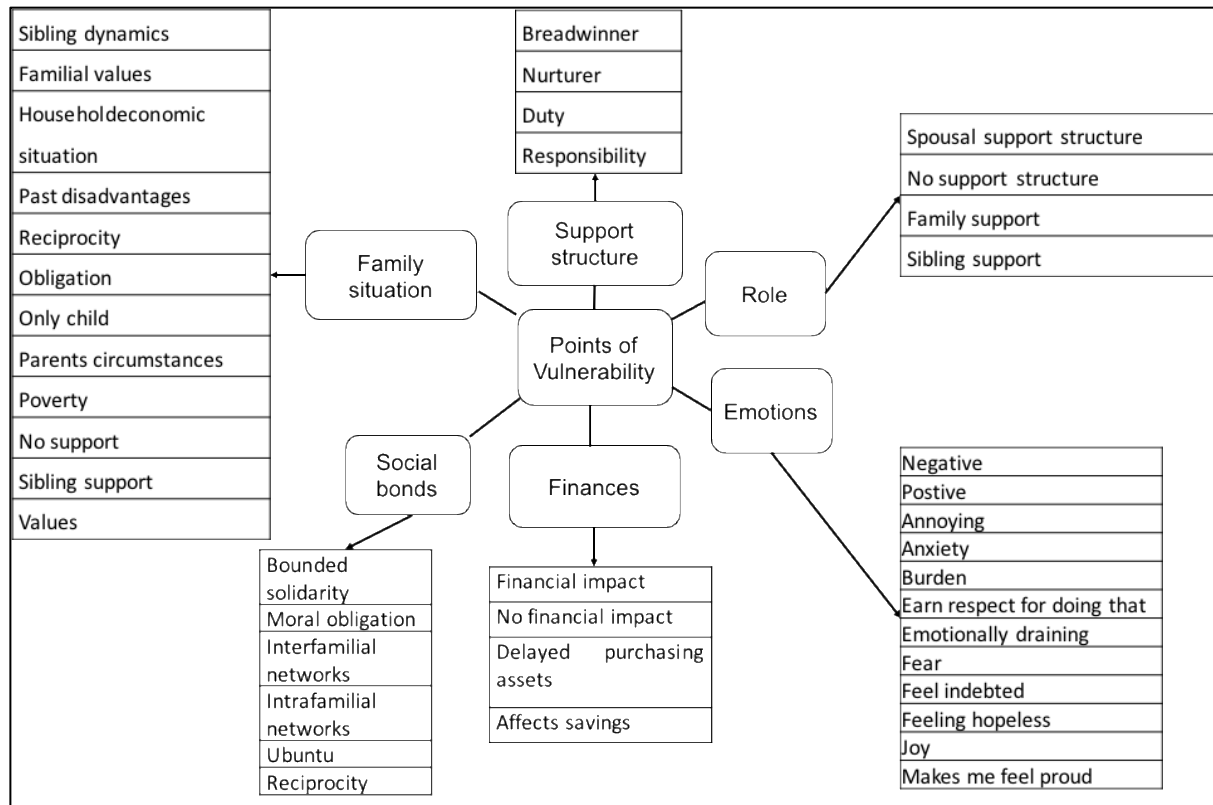 Sibling dynamics
Familial values
Householdeconomic
situation
Past disadvantages
Reciprocity
Obligation
Only child
Parents circumstances
Poverty
No support
Sibling support
Values
Breadwinner
Nurturer
Duty
Responsibility
Spousal support structure
No support structure
Family support
Sibling support
Support
structure
Family
situation
Role
Points of
Vulnerability
Emotions
Social
bonds
Finances
Bounded
solidarity
Moral obligation
Interfamilial
networks
Intrafamilial
networks
Ubuntu
Reciprocity
Financial impact
No financial impact
Delayed purchasing
assets
Affects savings
Negative
Postive
Annoying
Anxiety
Burden
Earn respect for doing that
Emotionally draining
Fear
Feel indebted
Feeling hopeless
Joy
Makes me feel proud